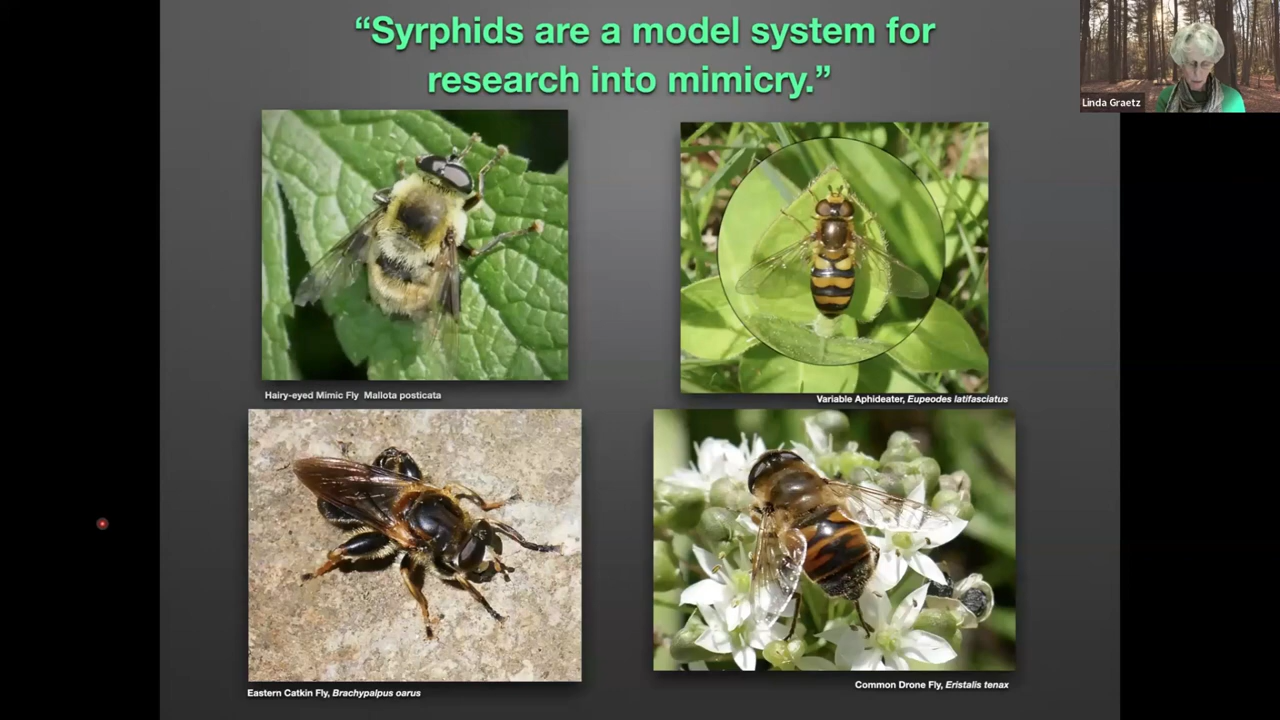 “Syrphids are a model system for
research into mimicry.”
Linda Graetz
Hairy-eyed Mimic Fly Mallota posticata
Variable Aphideater, Eupeodes latifasciatus
Eastern Catkin Fly, Brachypalpus oarus
Common Drone Fly, Eristalis tenax